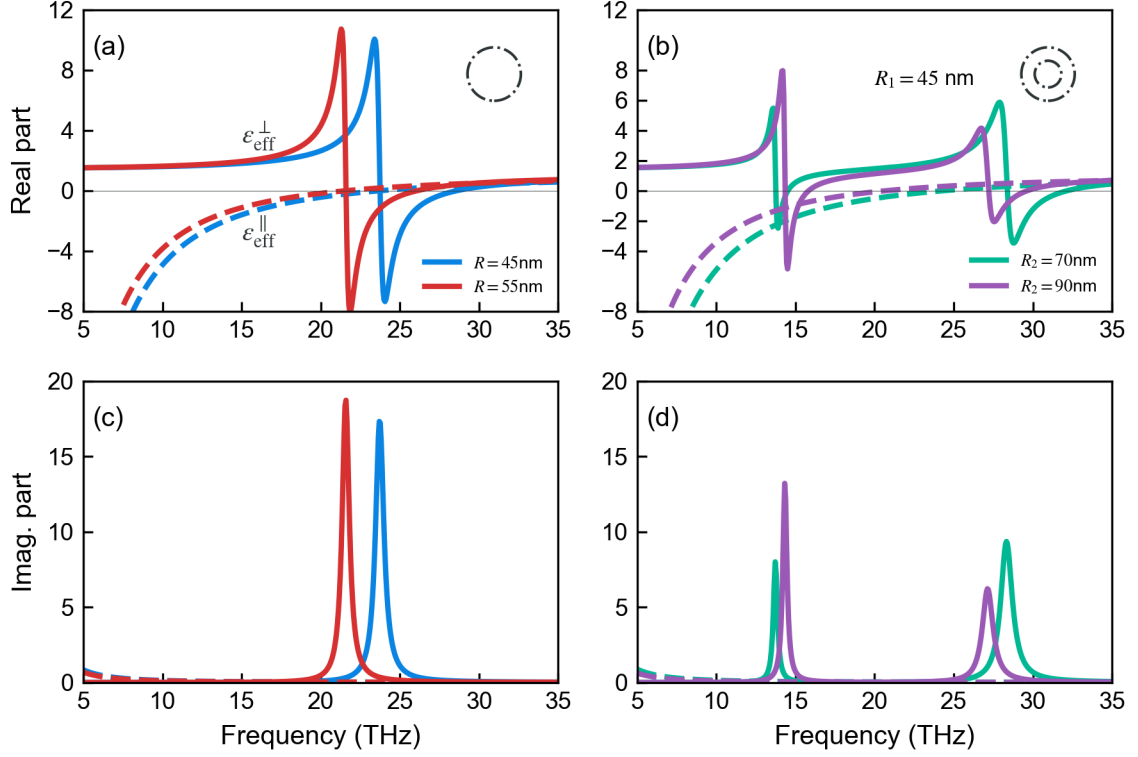 (a)
12
8
4
0
−4
−8
Real part
ε⊥eff
ε∥eff
R = 45nm
R = 55nm
5 10 15 20 25 30 35
(b)
12
8
6
4
2
0
−2
−4
−8
R₁ = 45 nm
R₂ = 70nm
R₂ = 90nm
5 10 15 20 25 30 35
(c)
20
15
10
5
0
Imag. part
5 10 15 20 25 30 35
Frequency (THz)
(d)
20
15
10
5
0
5 10 15 20 25 30 35
Frequency (THz)